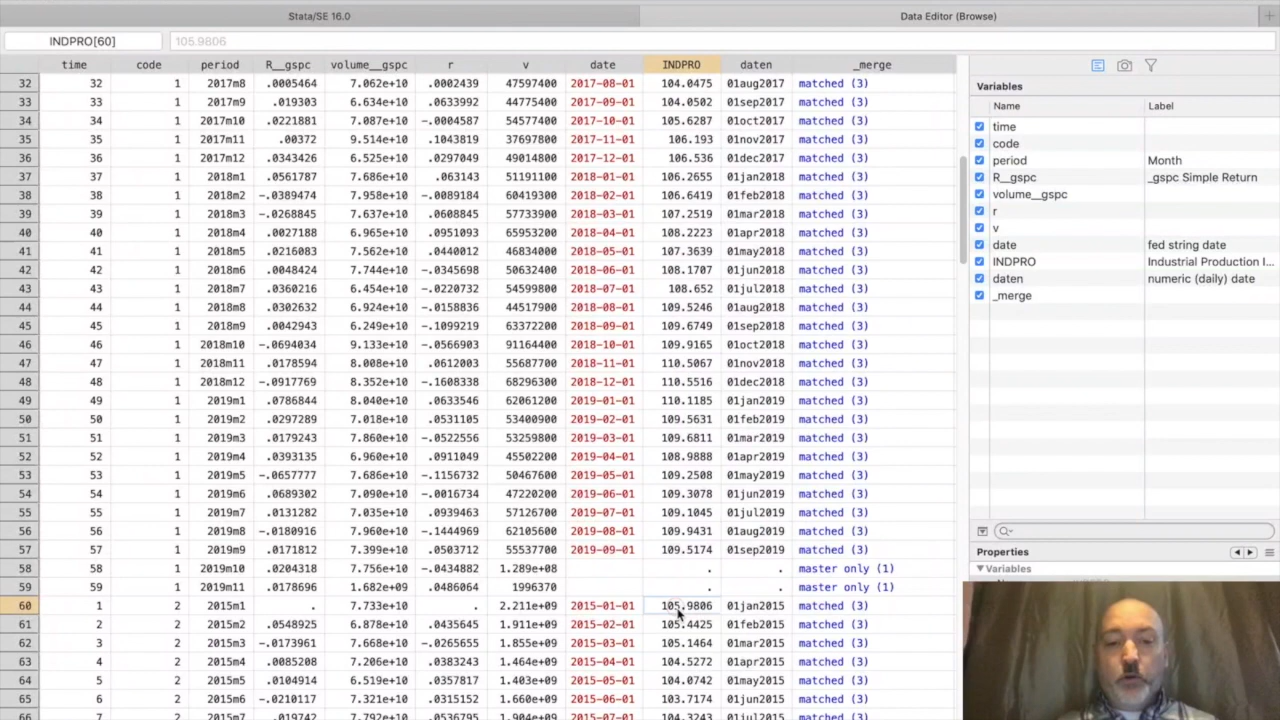 Stata/SE 16.0 Data Editor (Browse)
INDPRO[60] 105.9806
time code period R__gspc volume__gspc r v date INDPRO daten _merge
32 32 1 2017m8 .0005464 7.062e+10 .0002439 47597400 2017-08-01 104.0475 01aug2017 matched (3)
33 33 1 2017m9 .019303 6.634e+10 .0633992 44775400 2017-09-01 104.0502 01sep2017 matched (3)
34 34 1 2017m10 .0221881 7.087e+10 -.0004587 54577400 2017-10-01 105.6287 01oct2017 matched (3)
35 35 1 2017m11 .00372 9.514e+10 .1043819 37697800 2017-11-01 106.193 01nov2017 matched (3)
36 36 1 2017m12 .0343426 6.525e+10 .0297049 49014800 2017-12-01 106.536 01dec2017 matched (3)
37 37 1 2018m1 .0561787 7.686e+10 .063143 51191100 2018-01-01 106.2655 01jan2018 matched (3)
38 38 1 2018m2 -.0389474 7.958e+10 -.0089184 60419300 2018-02-01 106.6419 01feb2018 matched (3)
39 39 1 2018m3 -.0268845 7.637e+10 .0608845 57733900 2018-03-01 107.2519 01mar2018 matched (3)
40 40 1 2018m4 .0027188 6.965e+10 .0951093 65953200 2018-04-01 108.2223 01apr2018 matched (3)
41 41 1 2018m5 .0216083 7.562e+10 .0440012 46834000 2018-05-01 107.3639 01may2018 matched (3)
42 42 1 2018m6 .0048424 7.744e+10 -.0345698 50632400 2018-06-01 108.1707 01jun2018 matched (3)
43 43 1 2018m7 .0360216 6.454e+10 -.0220732 54599800 2018-07-01 108.652 01jul2018 matched (3)
44 44 1 2018m8 .0302632 6.924e+10 -.0158836 44517900 2018-08-01 109.5246 01aug2018 matched (3)
45 45 1 2018m9 .0042943 6.249e+10 -.1099219 63372200 2018-09-01 109.6749 01sep2018 matched (3)
46 46 1 2018m10 -.0694034 9.133e+10 -.0566903 91164400 2018-10-01 109.9165 01oct2018 matched (3)
47 47 1 2018m11 .0178594 8.008e+10 .0612003 55687700 2018-11-01 110.5067 01nov2018 matched (3)
48 48 1 2018m12 -.0917769 8.352e+10 -.1608338 68296300 2018-12-01 110.5516 01dec2018 matched (3)
49 49 1 2019m1 .0786844 8.040e+10 .0633546 62061200 2019-01-01 110.1185 01jan2019 matched (3)
50 50 1 2019m2 .0297289 7.018e+10 .0531105 53400900 2019-02-01 109.5631 01feb2019 matched (3)
51 51 1 2019m3 .0179243 7.860e+10 -.0522556 53259800 2019-03-01 109.6811 01mar2019 matched (3)
52 52 1 2019m4 .0393135 6.960e+10 .0911049 45502200 2019-04-01 108.9888 01apr2019 matched (3)
53 53 1 2019m5 -.0657777 7.686e+10 -.1156732 50467600 2019-05-01 109.2508 01may2019 matched (3)
54 54 1 2019m6 .0689302 7.090e+10 -.0016734 47220200 2019-06-01 109.3078 01jun2019 matched (3)
55 55 1 2019m7 .0131282 7.035e+10 .0939463 57126700 2019-07-01 109.1045 01jul2019 matched (3)
56 56 1 2019m8 -.0180916 7.960e+10 -.1444969 62105600 2019-08-01 109.9431 01aug2019 matched (3)
57 57 1 2019m9 .0171812 7.399e+10 .0503712 55537700 2019-09-01 109.5174 01sep2019 matched (3)
58 58 1 2019m10 .0204318 7.756e+10 -.0434882 1.289e+08 . . master only (1)
59 59 1 2019m11 .0178696 1.682e+09 .0486064 1996370 . . master only (1)
60 1 2 2015m1 . 7.733e+10 . 2.211e+09 2015-01-01 105.9806 01jan2015 matched (3)
61 2 2 2015m2 .0548925 6.878e+10 .0435645 1.911e+09 2015-02-01 105.4425 01feb2015 matched (3)
62 3 2 2015m3 -.0173961 7.668e+10 -.0265655 1.855e+09 2015-03-01 105.1464 01mar2015 matched (3)
63 4 2 2015m4 .0085208 7.206e+10 .0383243 1.464e+09 2015-04-01 104.5272 01apr2015 matched (3)
64 5 2 2015m5 .0104914 6.519e+10 .0357817 1.403e+09 2015-05-01 104.0742 01may2015 matched (3)
65 6 2 2015m6 -.0210117 7.321e+10 .0315152 1.660e+09 2015-06-01 103.7174 01jun2015 matched (3)
66 7 2 2015m7 .019742 7.792e+10 -.0536795 1.904e+09 2015-07-01 104.3243 01jul2015 matched (3)
Variables
Name Label
time
code
period Month
R__gspc _gspc Simple Return
volume__gspc
r
v
date fed string date
INDPRO Industrial Production I...
daten numeric (daily) date
_merge
Properties
Variables